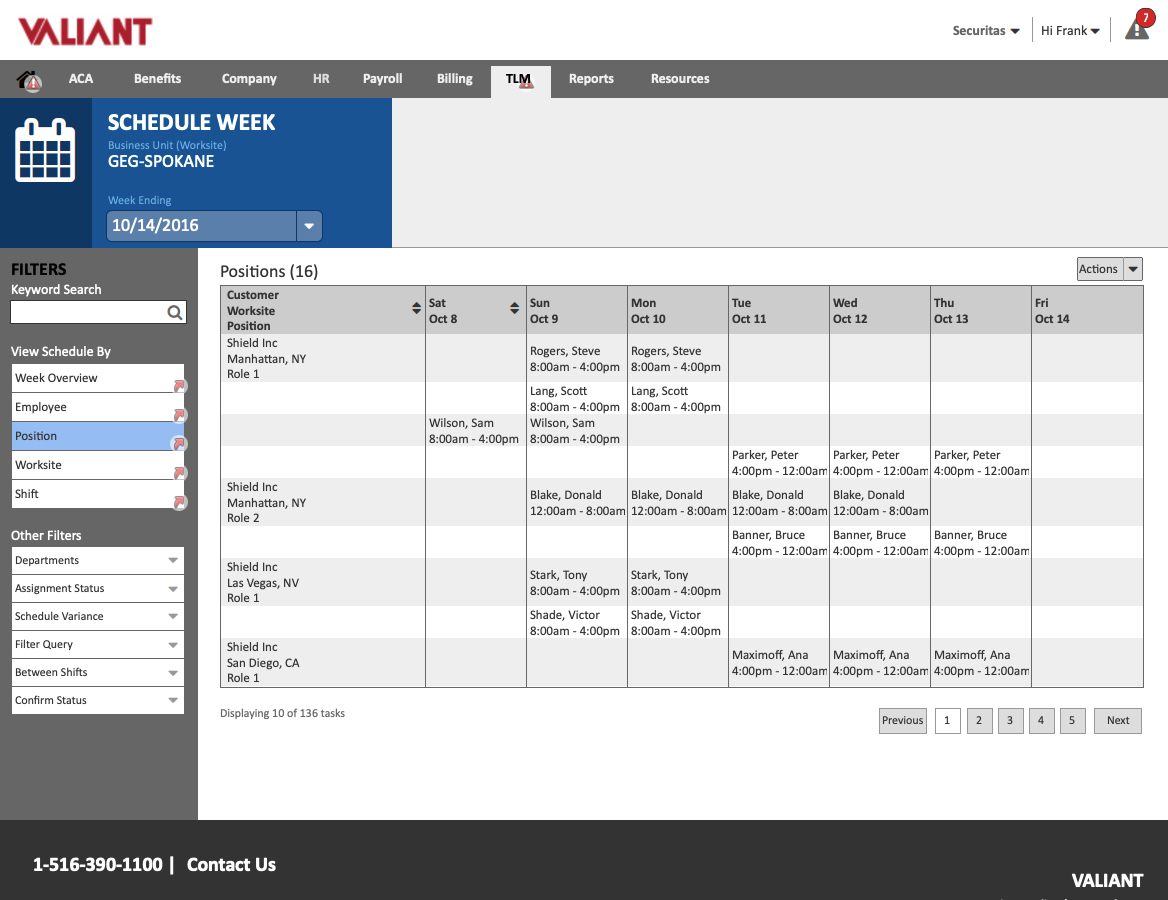 VALIANT
Securitas
Hi Frank
7
ACA
Benefits
Company
HR
Payroll
Billing
TLM
Reports
Resources
SCHEDULE WEEK
Business Unit (Worksite)
GEG-SPOKANE
Week Ending
10/14/2016
FILTERS
Keyword Search
View Schedule By
Week Overview
Employee
Position
Worksite
Shift
Other Filters
Departments
Assignment Status
Schedule Variance
Filter Query
Between Shifts
Confirm Status
Positions (16)
Actions
Customer
Worksite
Position
Sat
Oct 8
Sun
Oct 9
Mon
Oct 10
Tue
Oct 11
Wed
Oct 12
Thu
Oct 13
Fri
Oct 14
Shield Inc
Manhattan, NY
Role 1
Rogers, Steve
8:00am - 4:00pm
Rogers, Steve
8:00am - 4:00pm
Lang, Scott
8:00am - 4:00pm
Lang, Scott
8:00am - 4:00pm
Wilson, Sam
8:00am - 4:00pm
Wilson, Sam
8:00am - 4:00pm
Parker, Peter
4:00pm - 12:00am
Parker, Peter
4:00pm - 12:00am
Parker, Peter
4:00pm - 12:00am
Shield Inc
Manhattan, NY
Role 2
Blake, Donald
12:00am - 8:00am
Blake, Donald
12:00am - 8:00am
Blake, Donald
12:00am - 8:00am
Blake, Donald
12:00am - 8:00am
Banner, Bruce
4:00pm - 12:00am
Banner, Bruce
4:00pm - 12:00am
Banner, Bruce
4:00pm - 12:00am
Shield Inc
Las Vegas, NV
Role 1
Stark, Tony
8:00am - 4:00pm
Stark, Tony
8:00am - 4:00pm
Shade, Victor
8:00am - 4:00pm
Shade, Victor
8:00am - 4:00pm
Shield Inc
San Diego, CA
Role 1
Maximoff, Ana
4:00pm - 12:00am
Maximoff, Ana
4:00pm - 12:00am
Maximoff, Ana
4:00pm - 12:00am
Displaying 10 of 136 tasks
Previous
1
2
3
4
5
Next
1-516-390-1100 | Contact Us
VALIANT